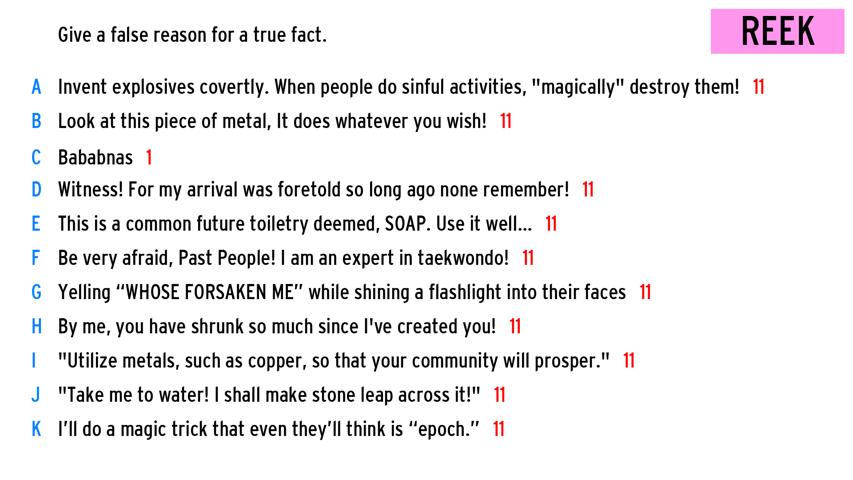 Give a false reason for a true fact.
REEK
A Invent explosives covertly. When people do sinful activities, "magically" destroy them! 11
B Look at this piece of metal, It does whatever you wish! 11
C Bababnas 1
D Witness! For my arrival was foretold so long ago none remember! 11
E This is a common future toiletry deemed, SOAP. Use it well... 11
F Be very afraid, Past People! I am an expert in taekwondo! 11
G Yelling “WHOSE FORSAKEN ME” while shining a flashlight into their faces 11
H By me, you have shrunk so much since I've created you! 11
I "Utilize metals, such as copper, so that your community will prosper." 11
J "Take me to water! I shall make stone leap across it!" 11
K I’ll do a magic trick that even they’ll think is “epoch.” 11